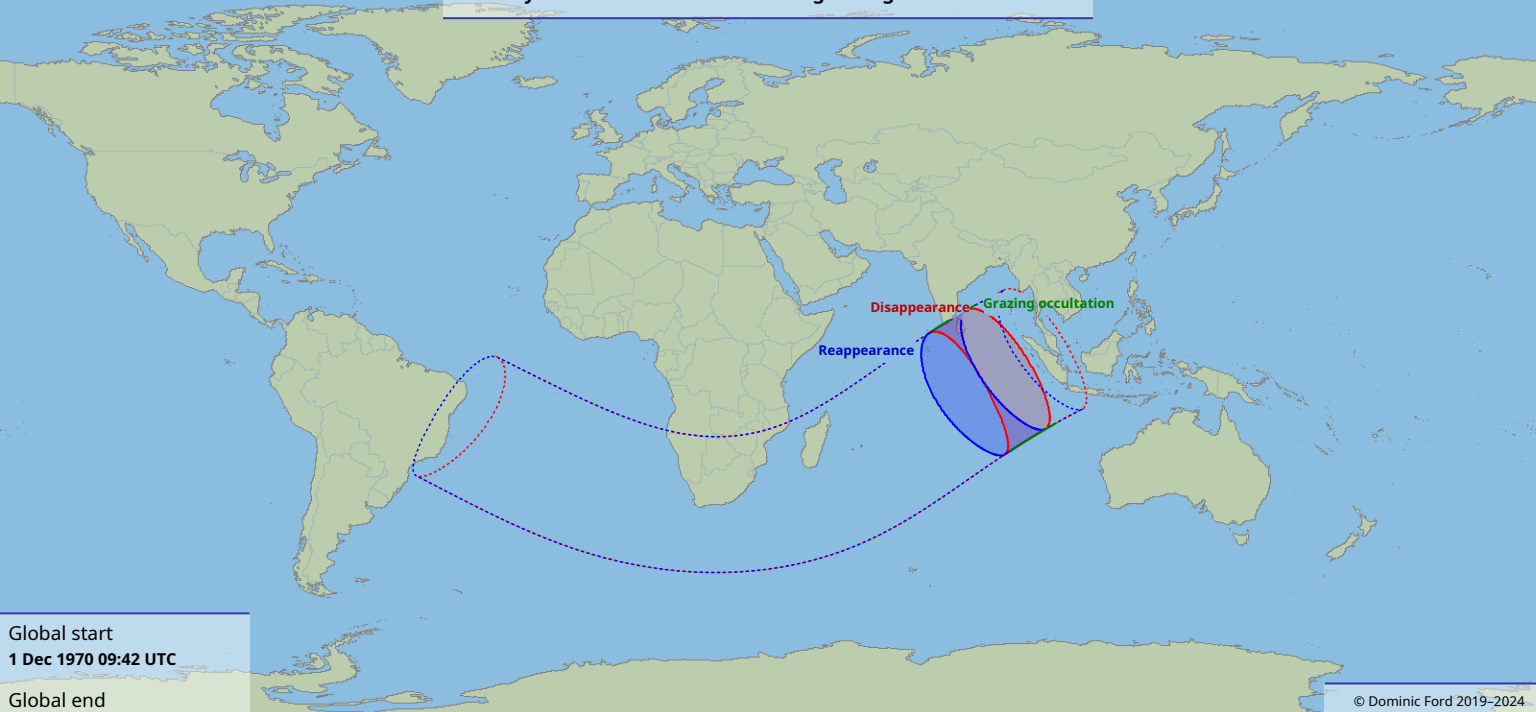 Disappearance
Grazing occultation
Reappearance
Global start
1 Dec 1970 09:42 UTC
Global end
© Dominic Ford 2019–2024